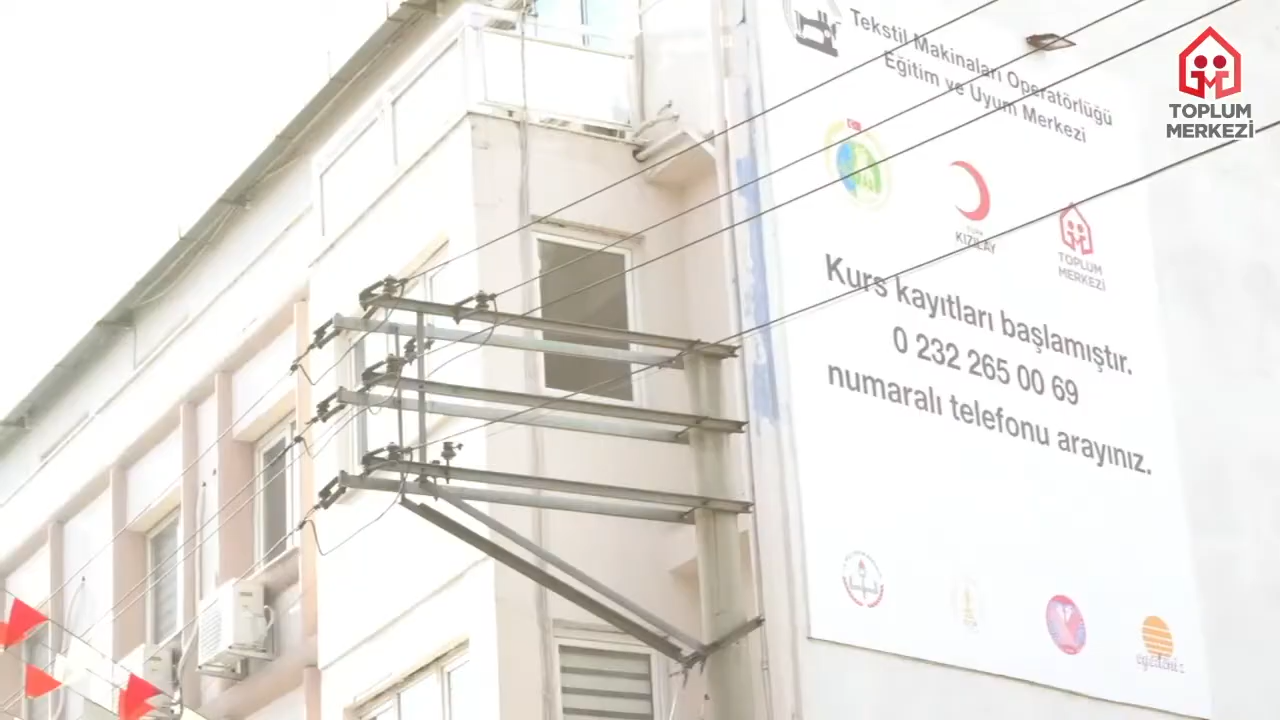 Tekstil Makinaları Operatörlüğü
Eğitim ve Uyum Merkezi
TOPLUM
MERKEZİ
KIZILAY
TOPLUM
MERKEZİ
Kurs kayıtları başlamıştır.
0 232 265 00 69
numaralı telefonu arayınız.
egedeniz